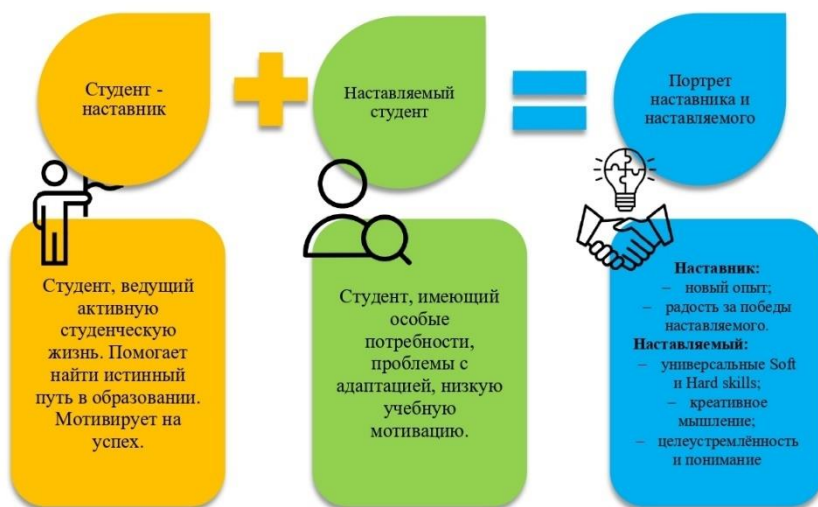 Студент -
наставник
Наставляемый
студент
Портрет
наставника и
наставляемого
Студент, ведущий
активную
студенческую
жизнь. Помогает
найти истинный
путь в образовании.
Мотивирует на
успех.
Студент, имеющий
особые
потребности,
проблемы с
адаптацией, низкую
учебную
мотивацию.
Наставник:
– новый опыт;
– радость за победы
наставляемого.
Наставляемый:
– универсальные Soft
и Hard skills;
– креативное
мышление;
– целеустремлённость
и понимание